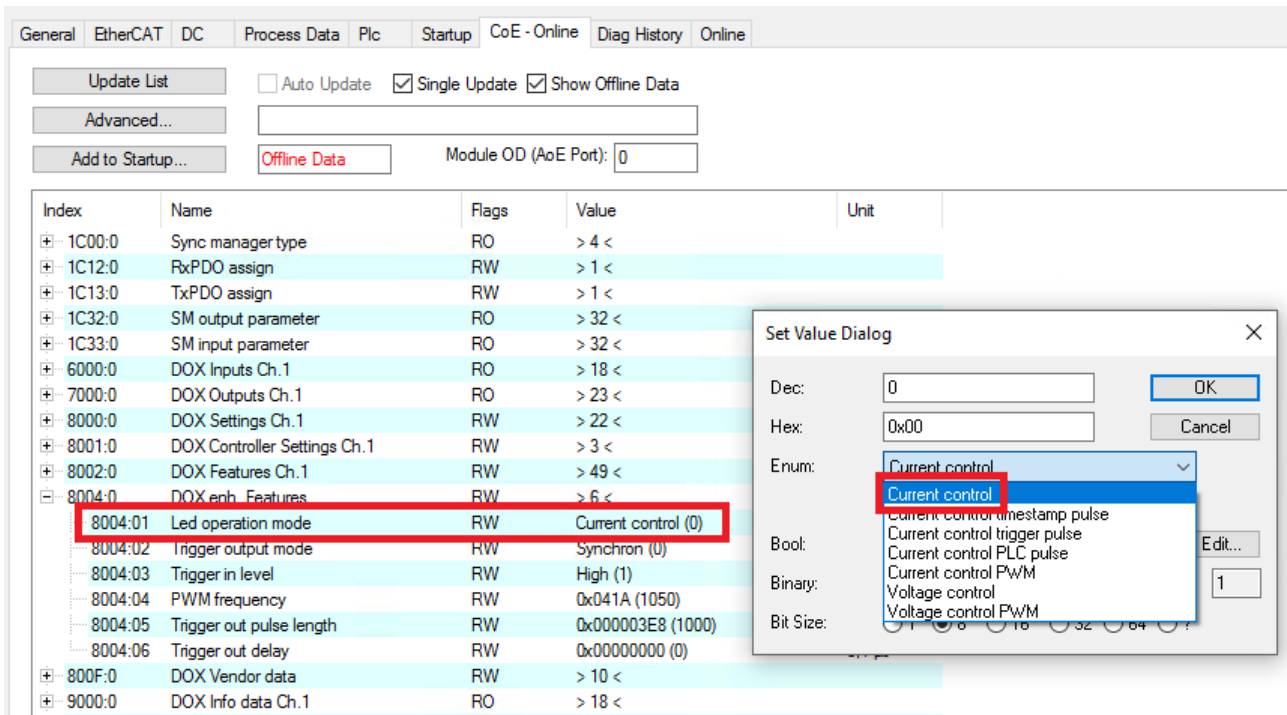 General EtherCAT DC Process Data Plc Startup CoE - Online Diag History Online
Update List Auto Update Single Update Show Offline Data
Advanced...
Add to Startup... Offline Data Module OD (AoE Port): 0
Index Name Flags Value Unit
1C00:0 Sync manager type RO > 4 <
1C12:0 RxPDO assign RW > 1 <
1C13:0 TxPDO assign RW > 1 <
1C32:0 SM output parameter RO > 32 <
1C33:0 SM input parameter RO > 32 <
6000:0 DOX Inputs Ch.1 RO > 18 <
7000:0 DOX Outputs Ch.1 RO > 23 <
8000:0 DOX Settings Ch.1 RW > 22 <
8001:0 DOX Controller Settings Ch.1 RW > 3 <
8002:0 DOX Features Ch.1 RW > 49 <
8004:0 DOX enh. Features RW > 6 <
8004:01 Led operation mode RW Current control (0)
8004:02 Trigger output mode RW Synchron (0)
8004:03 Trigger in level RW High (1)
8004:04 PWM frequency RW 0x041A (1050)
8004:05 Trigger out pulse length RW 0x000003E8 (1000)
8004:06 Trigger out delay RW 0x00000000 (0)
800F:0 DOX Vendor data RW > 10 <
9000:0 DOX Info data Ch.1 RO > 18 <
Set Value Dialog
Dec: 0 OK
Hex: 0x00 Cancel
Enum: Current control
Current control
Current control timestamp pulse
Current control trigger pulse
Current control PLC pulse
Current control PWM
Voltage control
Voltage control PWM
Bool: Edit...
Binary: 1
Bit Size: 1 8 16 32 64 ?